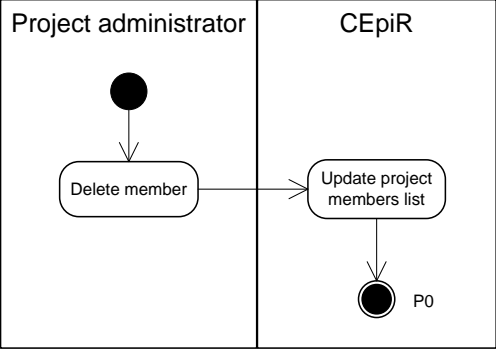 Project administrator
CEpiR
Delete member
Update project
members list
P0